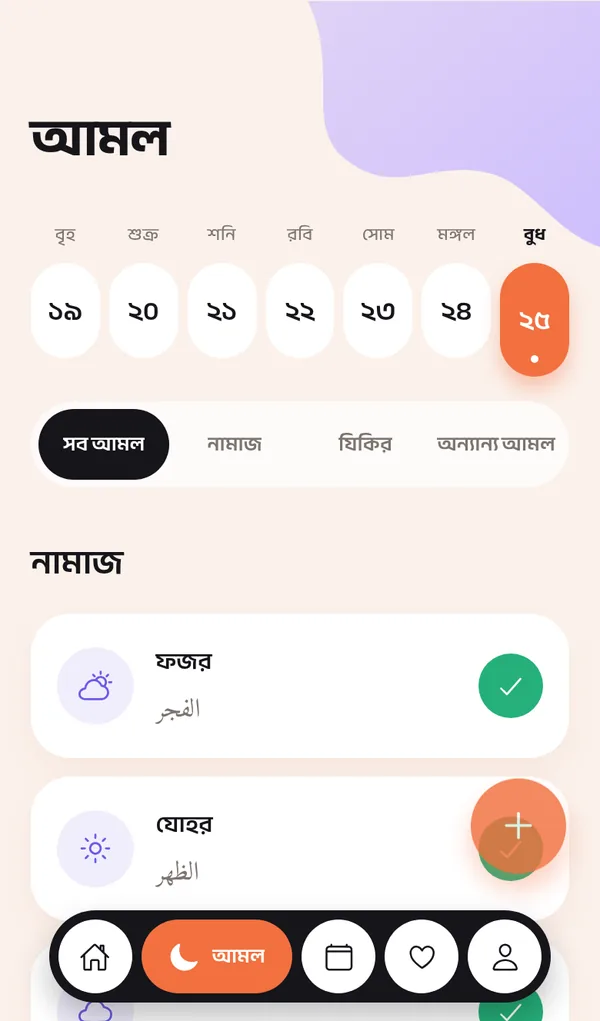 আমল
বৃহ শুক্র শনি রবি সোম মঙ্গল বুধ
১৯ ২০ ২১ ২২ ২৩ ২৪ ২৫
সব আমল নামাজ যিকির অন্যান্য আমল
নামাজ
ফজর
الفجر
যোহর
الظهر
আমল